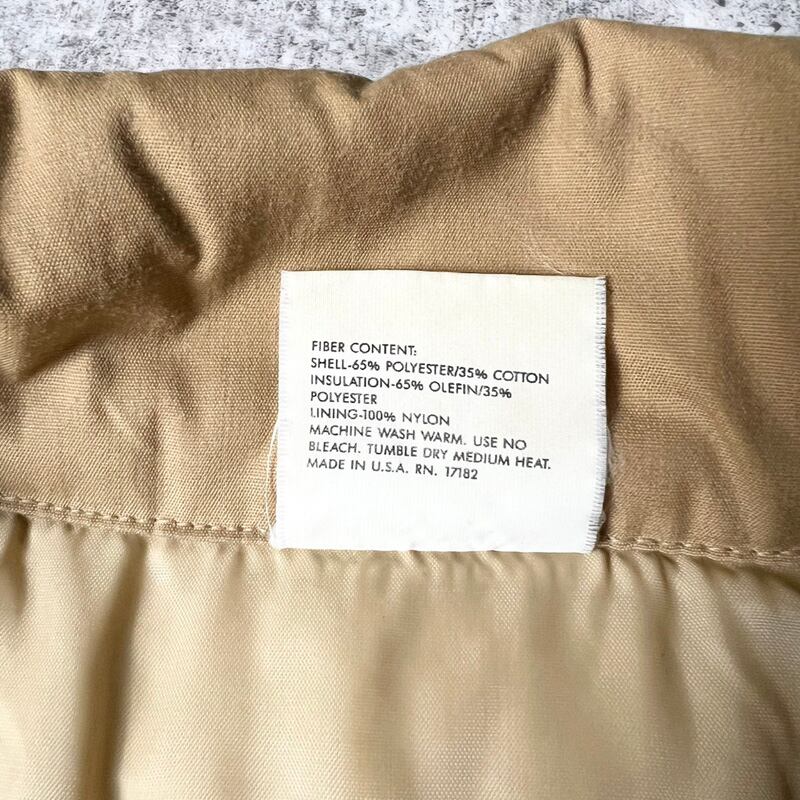 FIBER CONTENT:
SHELL-65% POLYESTER/35% COTTON
INSULATION-65% OLEFIN/35%
POLYESTER
LINING-100% NYLON
MACHINE WASH WARM. USE NO
BLEACH. TUMBLE DRY MEDIUM HEAT.
MADE IN U.S.A. RN. 17182